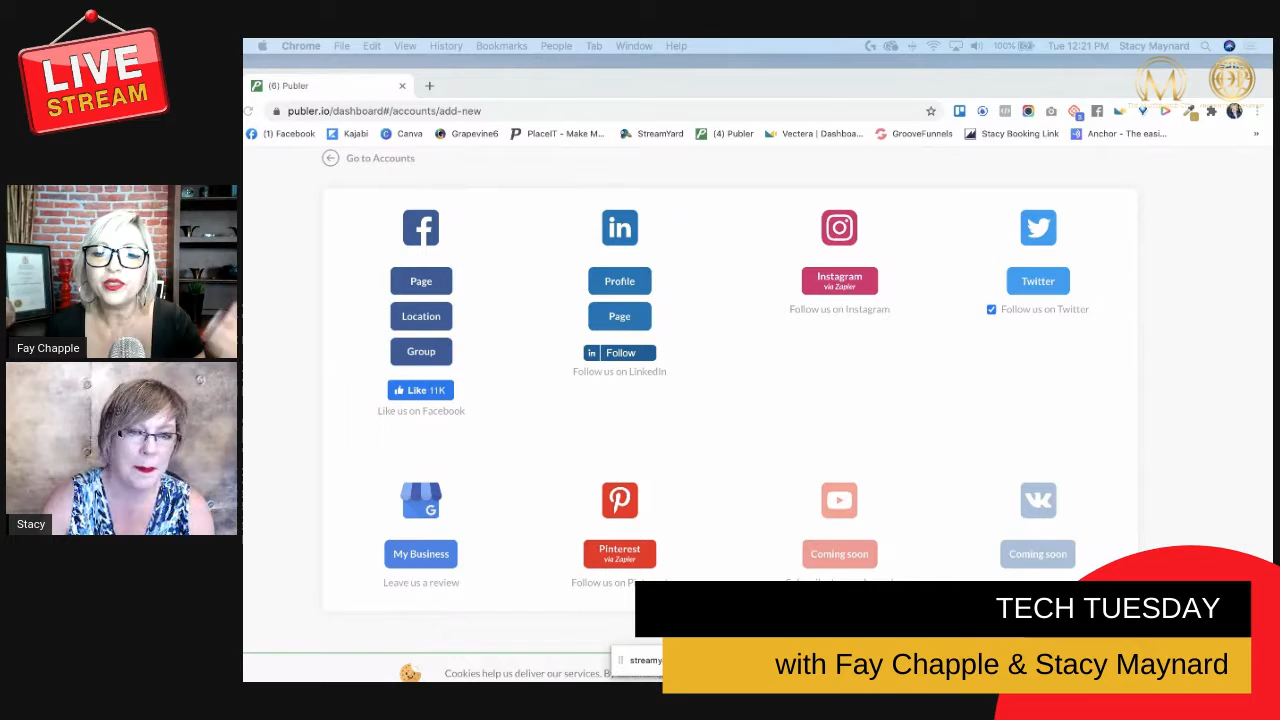 LIVE
STREAM
Chrome File Edit View History Bookmarks People Tab Window Help 100% Tue 12:21 PM Stacy Maynard
(6) Publer
publer.io/dashboard#/accounts/add-new
(1) Facebook Kajabi Canva Grapevine6 PlaceIT - Make M... StreamYard (4) Publer Vectera | Dashboa... GrooveFunnels Stacy Booking Link Anchor - The easi... »
Go to Accounts
Page
Location
Group
Like 11K
Like us on Facebook
in
Profile
Page
in Follow
Follow us on LinkedIn
Instagram
via Zapier
Follow us on Instagram
Twitter
Follow us on Twitter
G
My Business
Leave us a review
Pinterest
via Zapier
Follow us on
Coming soon
Coming soon
Cookies help us deliver our services.
Fay Chapple
Stacy
TECH TUESDAY
with Fay Chapple & Stacy Maynard